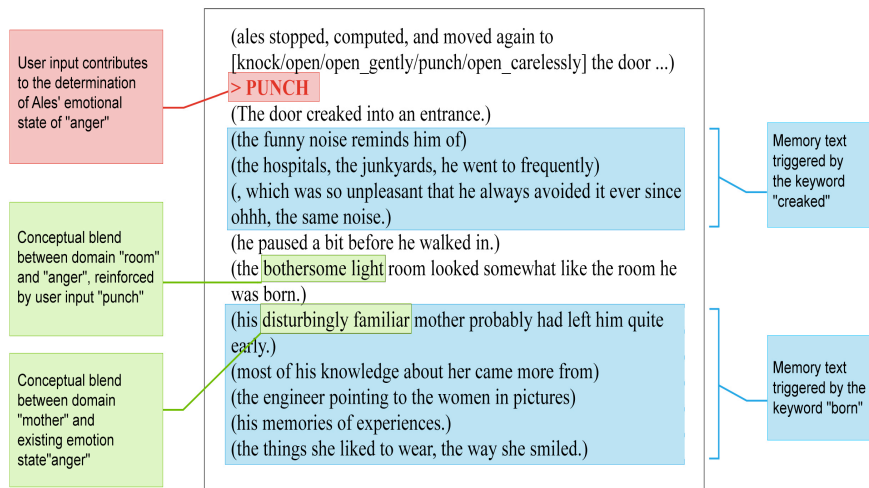 User input contributes
to the determination
of Ales' emotional
state of "anger"
Conceptual blend
between domain "room"
and "anger", reinforced
by user input "punch"
Conceptual blend
between domain
"mother" and
existing emotion
state"anger"
(ales stopped, computed, and moved again to
[knock/open/open_gently/punch/open_carelessly] the door ...)
> PUNCH
(The door creaked into an entrance.)
(the funny noise reminds him of)
(the hospitals, the junkyards, he went to frequently)
(, which was so unpleasant that he always avoided it ever since
ohhh, the same noise.)
(he paused a bit before he walked in.)
(the bothersome light room looked somewhat like the room he
was born.)
(his disturbingly familiar mother probably had left him quite
early.)
(most of his knowledge about her came more from)
(the engineer pointing to the women in pictures)
(his memories of experiences.)
(the things she liked to wear, the way she smiled.)
Memory text
triggered by
the keyword
"creaked"
Memory text
triggered by the
keyword "born"